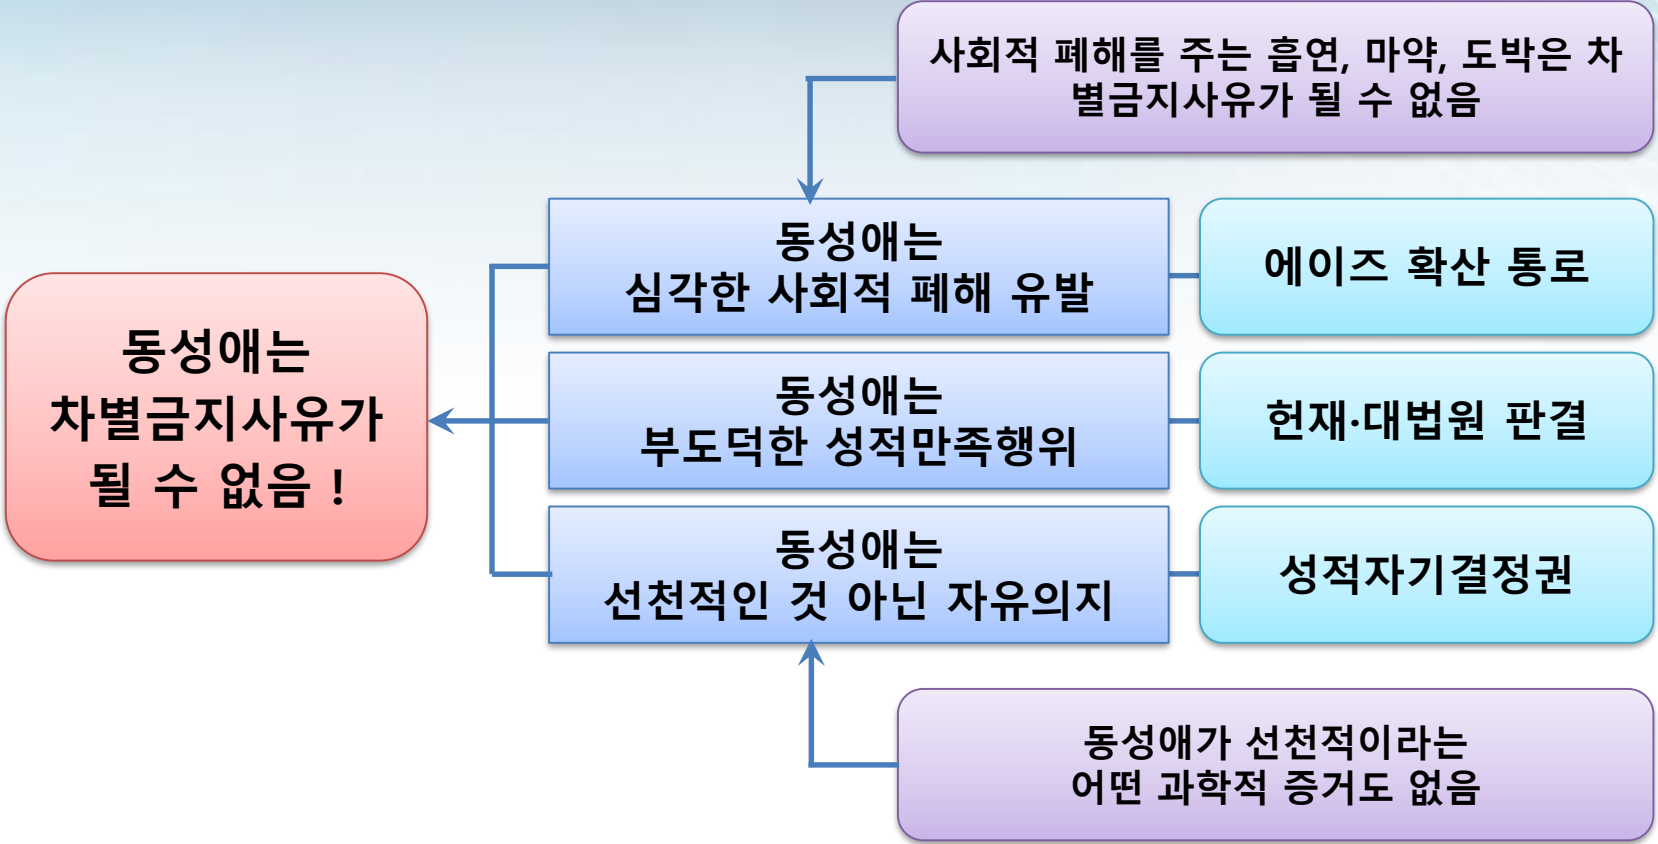 사회적 폐해를 주는 흡연, 마약, 도박은 차
별금지사유가 될 수 없음
동성애는
심각한 사회적 폐해 유발
에이즈 확산 통로
동성애는
차별금지사유가
될 수 없음 !
동성애는
부도덕한 성적만족행위
헌재·대법원 판결
동성애는
선천적인 것 아닌 자유의지
성적자기결정권
동성애가 선천적이라는
어떤 과학적 증거도 없음